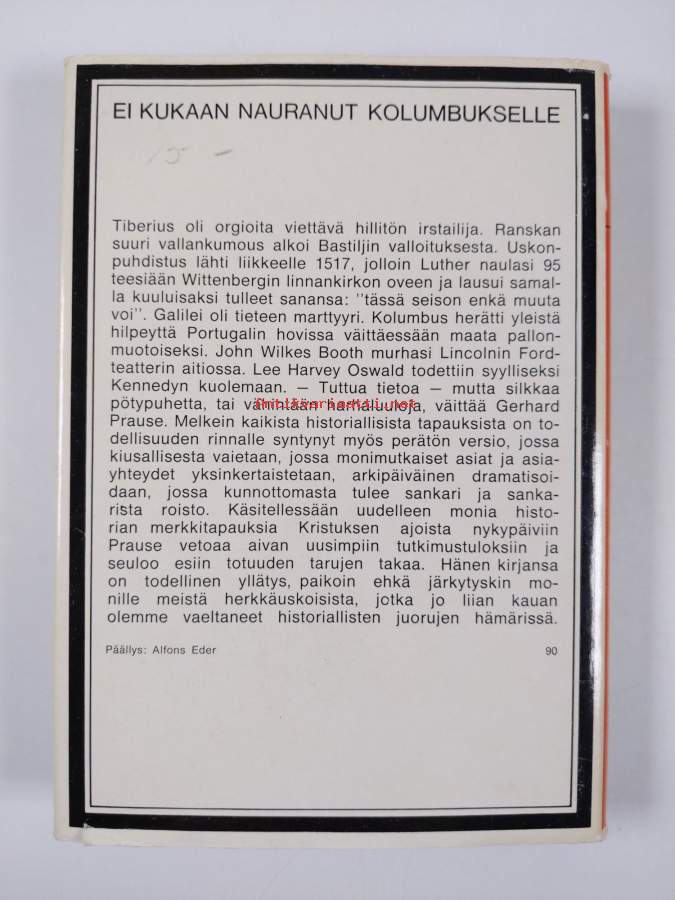 EI KUKAAN NAURANUT KOLUMBUKSELLE
15 -
Tiberius oli orgioita viettävä hillitön irstailija. Ranskan
suuri vallankumous alkoi Bastiljin valloituksesta. Uskon-
puhdistus lähti liikkeelle 1517, jolloin Luther naulasi 95
teesiään Wittenbergin linnankirkon oveen ja lausui samal-
la kuuluisaksi tulleet sanansa: "tässä seison enkä muuta
voi". Galilei oli tieteen marttyyri. Kolumbus herätti yleistä
hilpeyttä Portugalin hovissa väittäessään maata pallon-
muotoiseksi. John Wilkes Booth murhasi Lincolnin Ford-
teatterin aitiossa. Lee Harvey Oswald todettiin syylliseksi
Kennedyn kuolemaan. — Tuttua tietoa — mutta silkkaa
pötypuhetta, tai vähintään hämäluuloja, väittää Gerhard
antikvariaatti.net
Prause. Melkein kaikista historiallisista tapauksista on to-
dellisuuden rinnalle syntynyt myös perätön versio, jossa
kiusallisesta vaietaan, jossa monimutkaiset asiat ja asia-
yhteydet yksinkertaistetaan, arkipäiväinen dramatisoi-
daan, jossa kunnottomasta tulee sankari ja sanka-
rista roisto. Käsitellessään uudelleen monia histo-
rian merkkitapauksia Kristuksen ajoista nykypäiviin
Prause vetoaa aivan uusimpiin tutkimustuloksiin ja
seuloo esiin totuuden tarujen takaa. Hänen kirjansa
on todellinen yllätys, paikoin ehkä järkytyskin mo-
nille meistä herkkäuskoisista, jotka jo liian kauan
olemme vaeltaneet historiallisten juorujen hämärissä.
Päällys: Alfons Eder
90